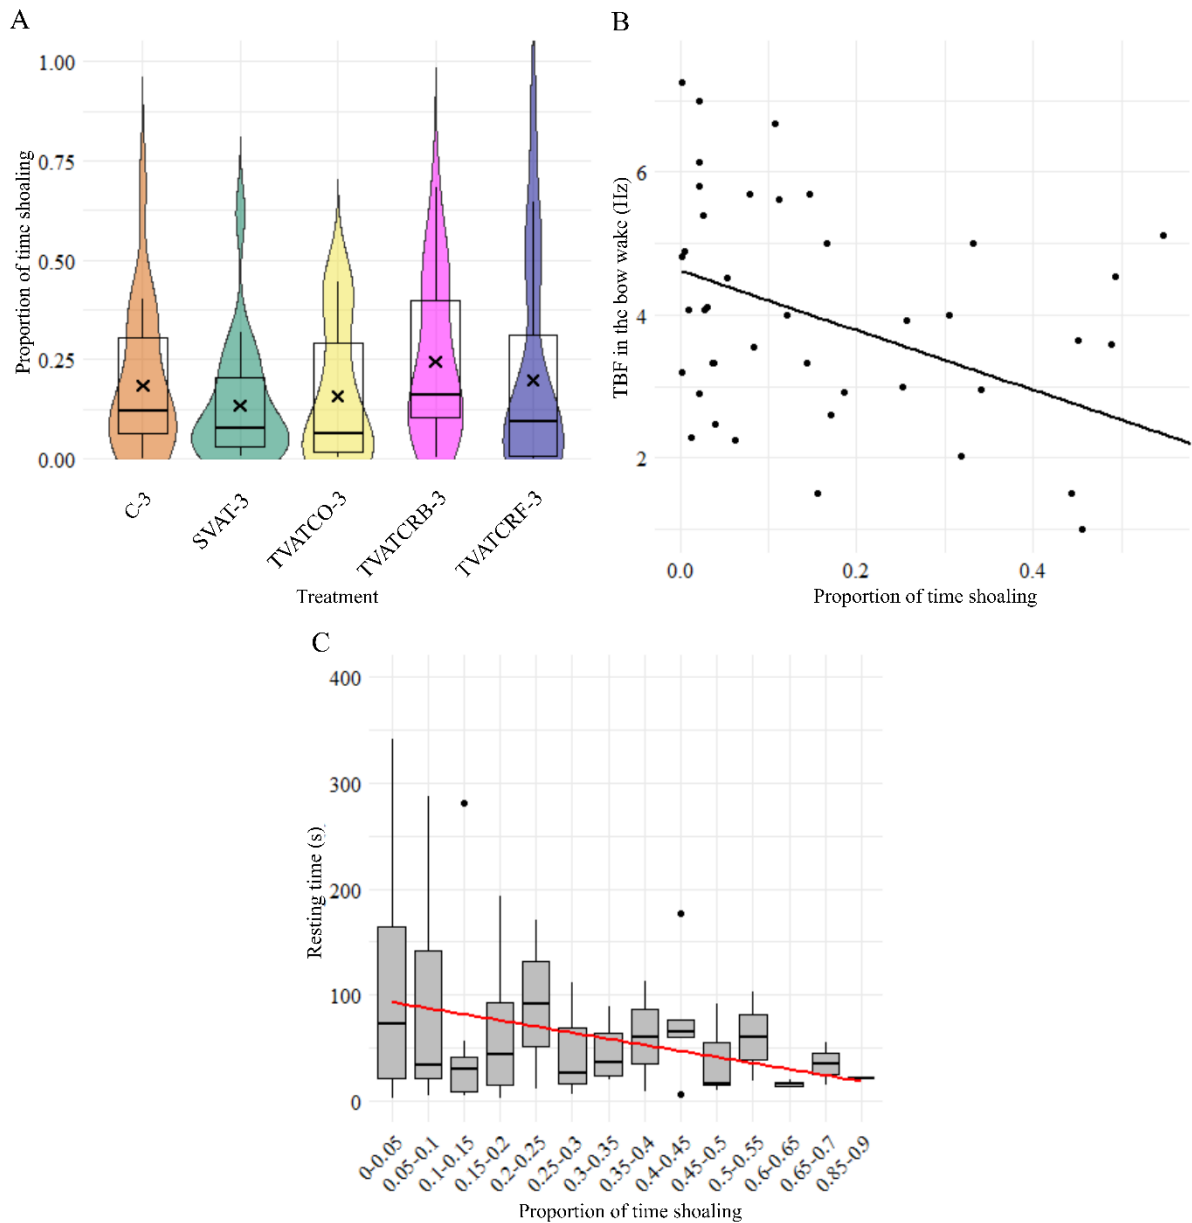 A
1.00
0.75
0.50
0.25
0.00
Proportion of time shoaling
C-3
SVAT-3
TVATCO-3
TVATCRB-3
TVATCRF-3
Treatment
B
6
4
2
TBF in the bow wake (Hz)
0.0
0.2
0.4
Proportion of time shoaling
C
400
300
200
100
0
Resting time (s)
0-0.05
0.05-0.1
0.1-0.15
0.15-0.2
0.2-0.25
0.25-0.3
0.3-0.35
0.35-0.4
0.4-0.45
0.45-0.5
0.5-0.55
0.6-0.65
0.65-0.7
0.85-0.9
Proportion of time shoaling